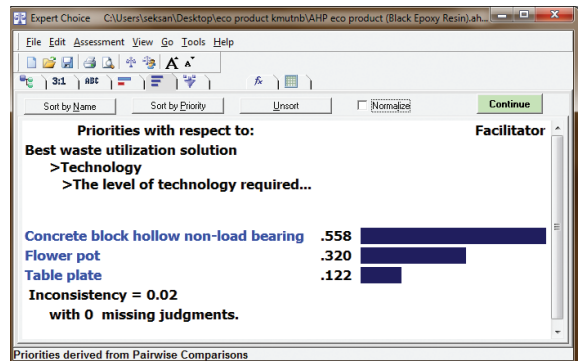 Expert Choice C:\Users\seksan\Desktop\eco product kmutnb\AHP eco product (Black Epoxy Resin).ah...
File Edit Assessment View Go Tools Help
A A
3:1 ABC fx
Sort by Name Sort by Priority Unsort Normalize Continue
Priorities with respect to: Facilitator
Best waste utilization solution
>Technology
>The level of technology required...
Concrete block hollow non-load bearing .558
Flower pot .320
Table plate .122
Inconsistency = 0.02
with 0 missing judgments.
Priorities derived from Pairwise Comparisons